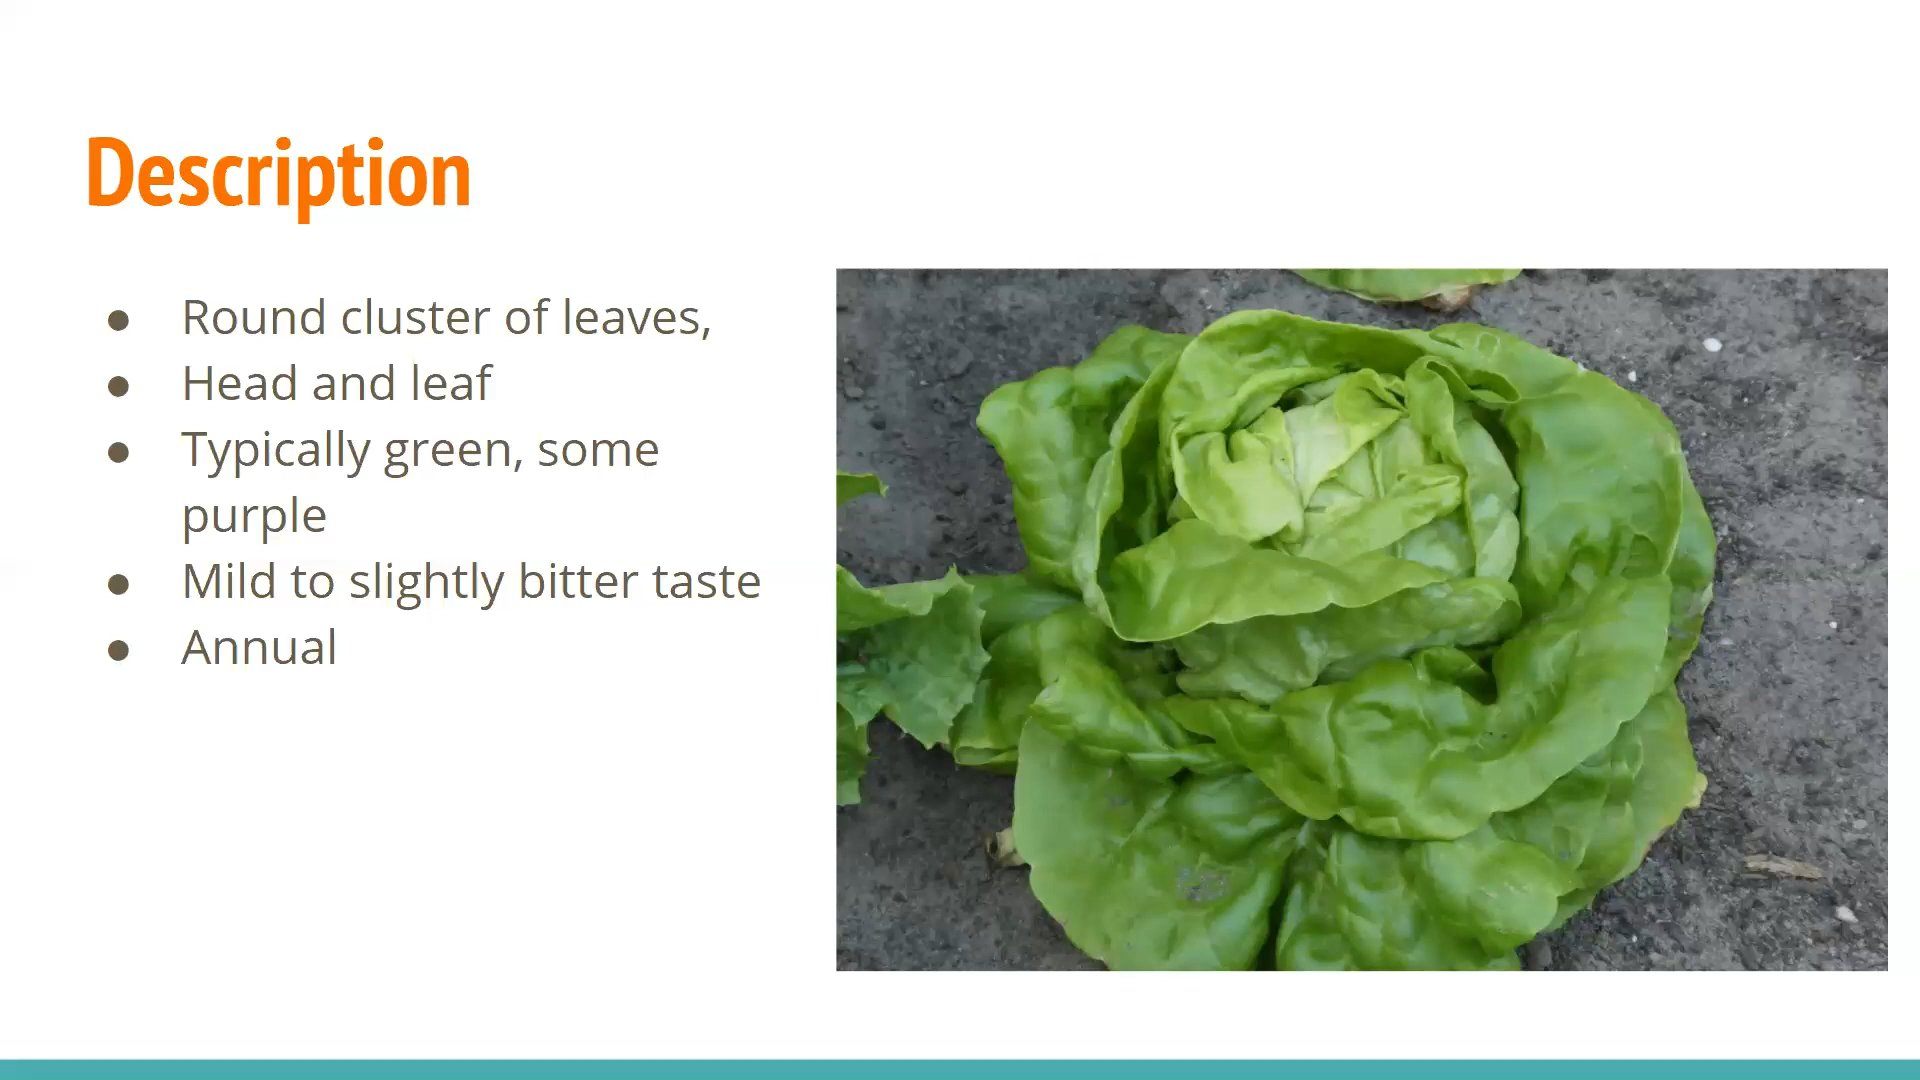 Description
● Round cluster of leaves,
● Head and leaf
● Typically green, some
purple
● Mild to slightly bitter taste
● Annual